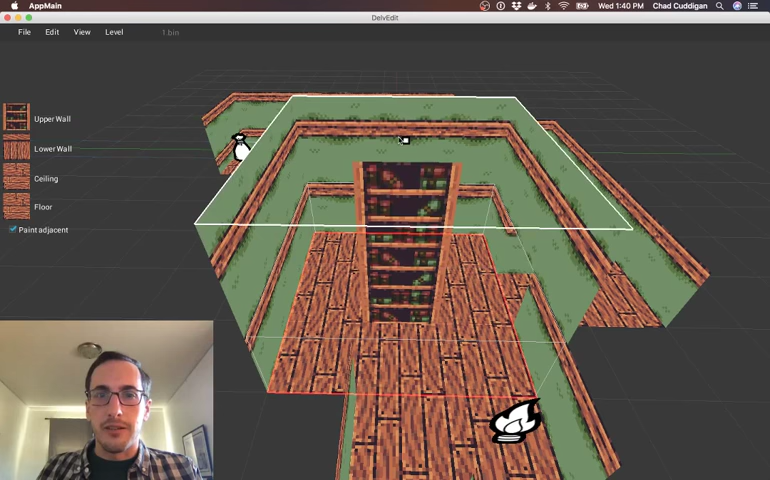 AppMain
Wed 1:40 PM Chad Cuddigan
DelvEdit
File Edit View Level 1.bin
Upper Wall
Lower Wall
Ceiling
Floor
Paint adjacent